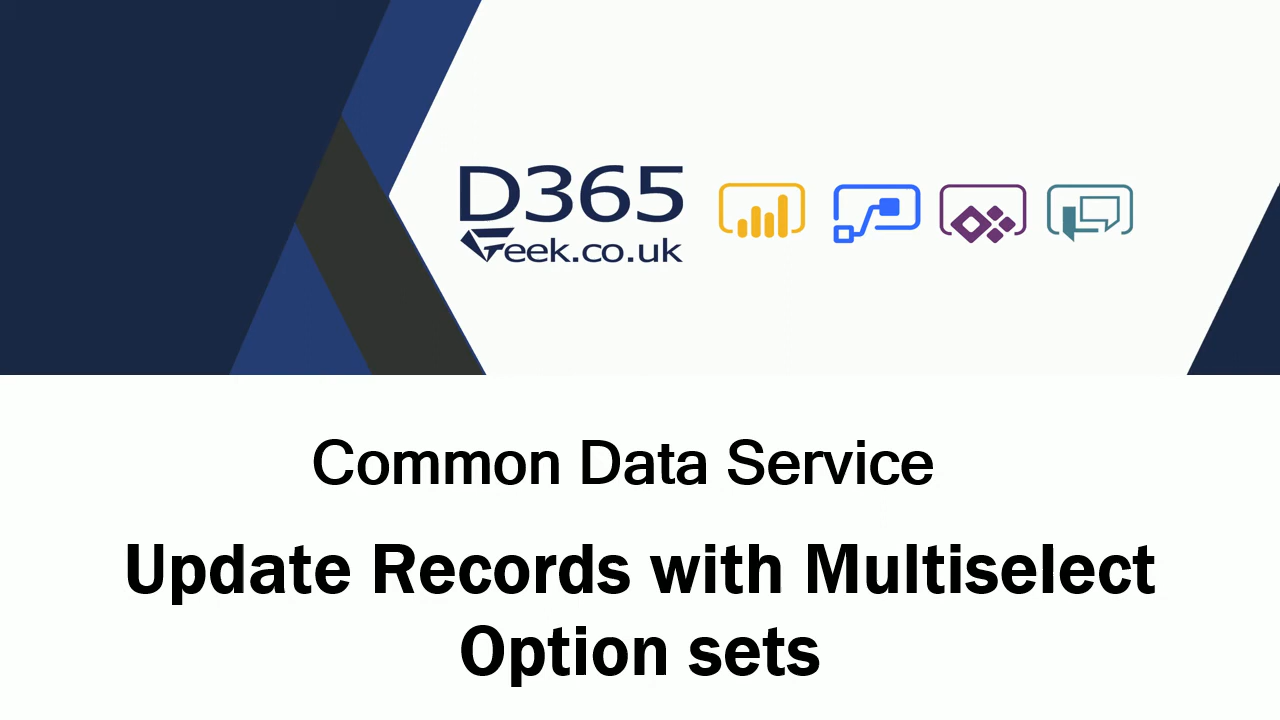 D365
Geek.co.uk
Common Data Service
Update Records with Multiselect
Option sets